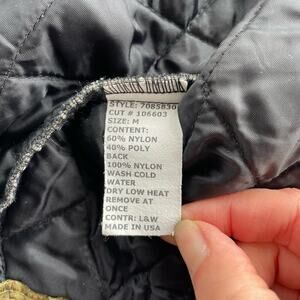 STYLE: 7085830
CUT # 106603
SIZE: M
CONTENT:
60% NYLON
40% POLY
BACK
100% NYLON
WASH COLD
WATER
DRY LOW HEAT
REMOVE AT
ONCE
CONTR: L&W
MADE IN USA